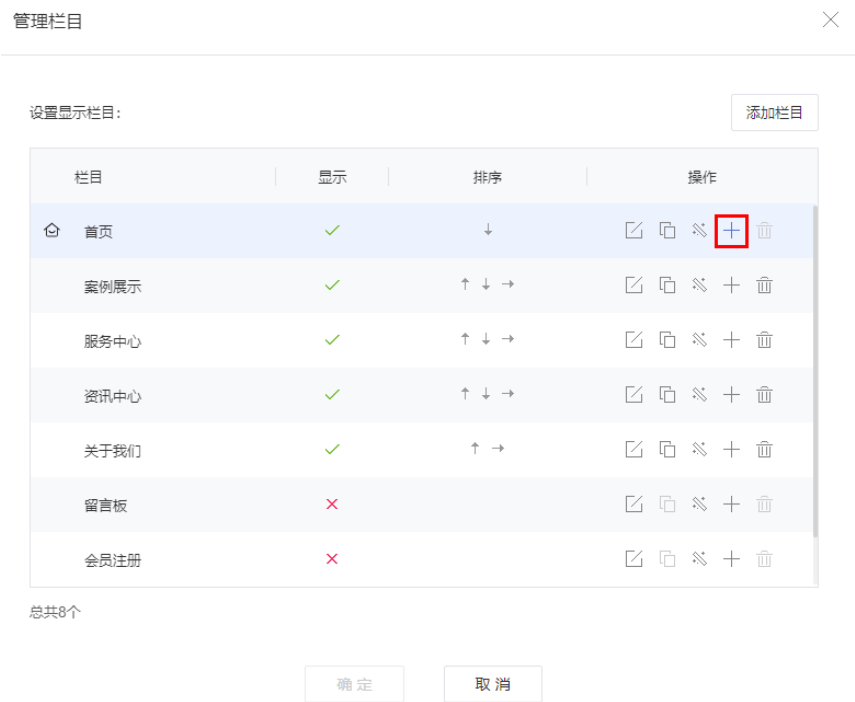 管理栏目
设置显示栏目：
添加栏目
栏目 显示 排序 操作
首页
案例展示
服务中心
资讯中心
关于我们
留言板
会员注册
总共8个
确定 取消